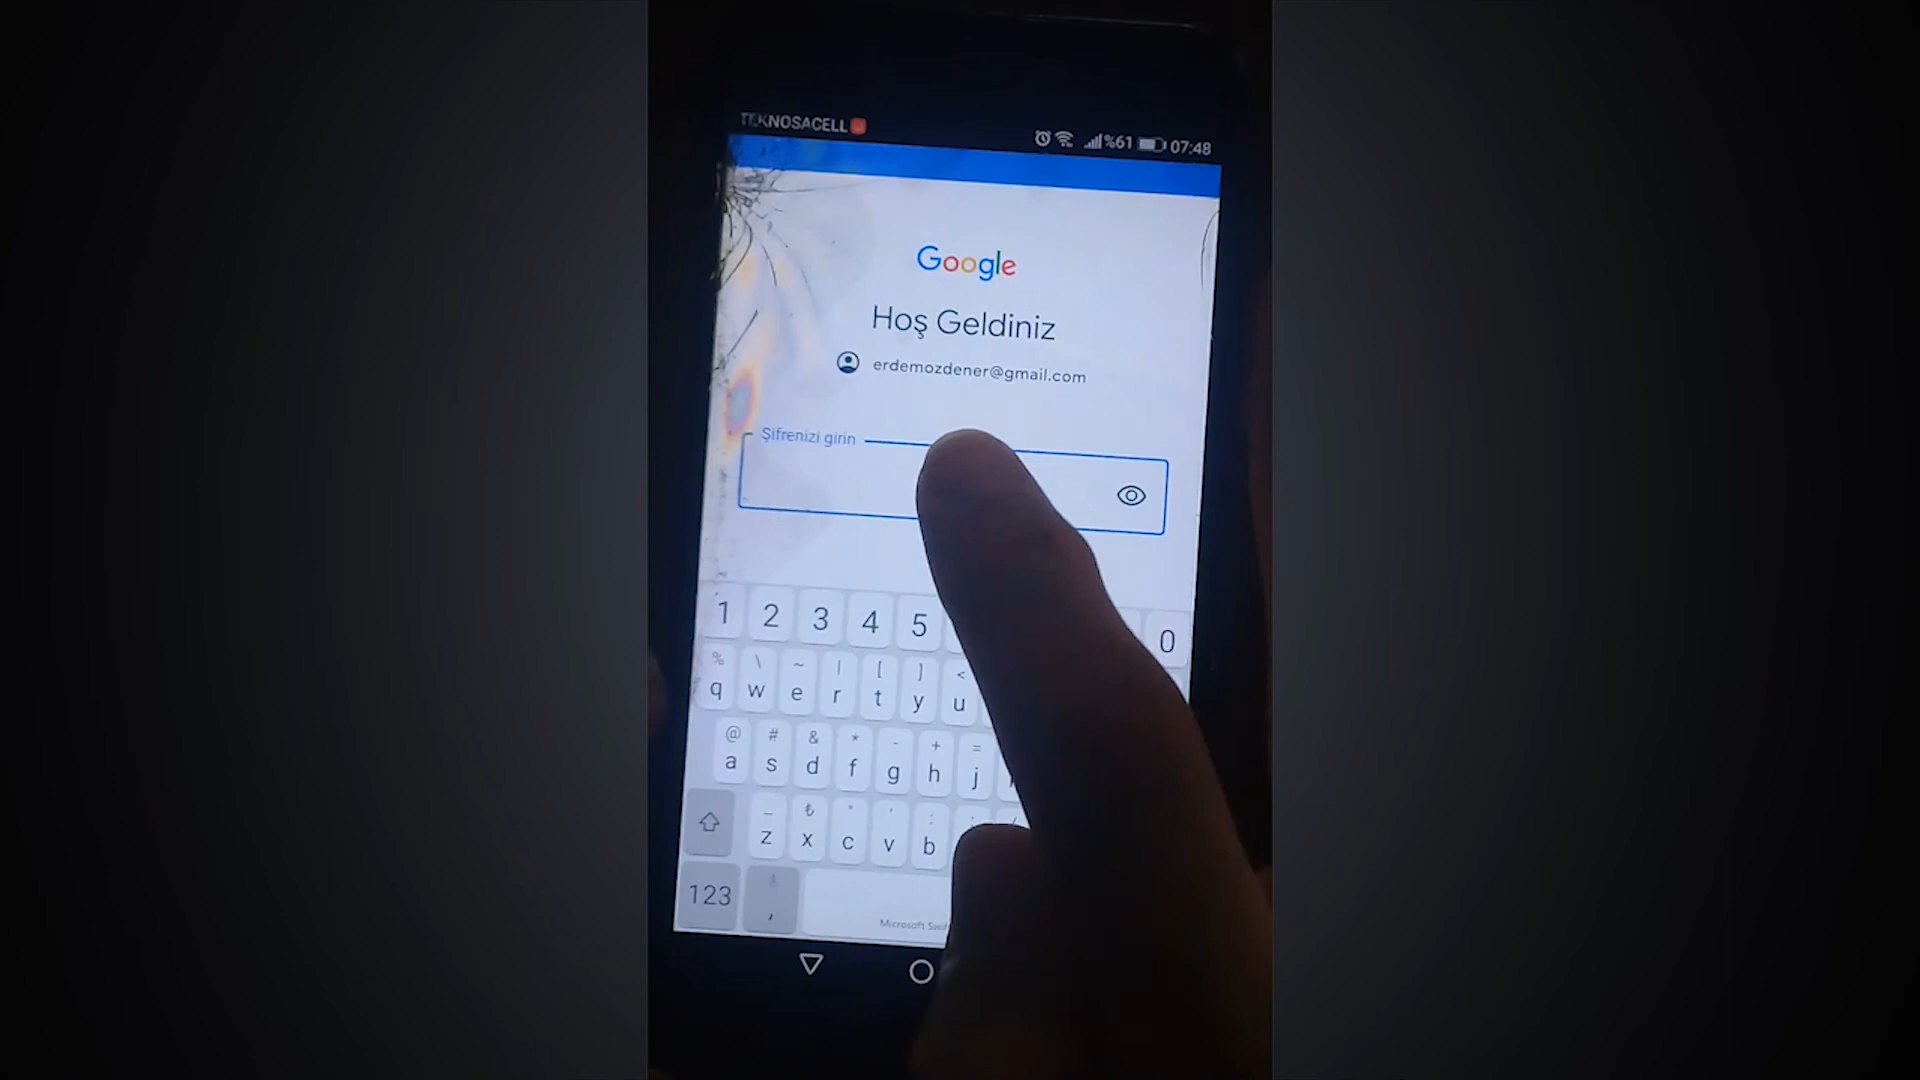 TEKNOSACELL
%61 07:48
Google
Hoş Geldiniz
erdemozdener@gmail.com
Şifrenizi girin
1 2 3 4 5 0
% \ ~ | [ ] <
q w e r t y u
@ # & * - + =
a s d f g h j
_ ₺ " ' : ;
z x c v b
123 ,
Microsoft